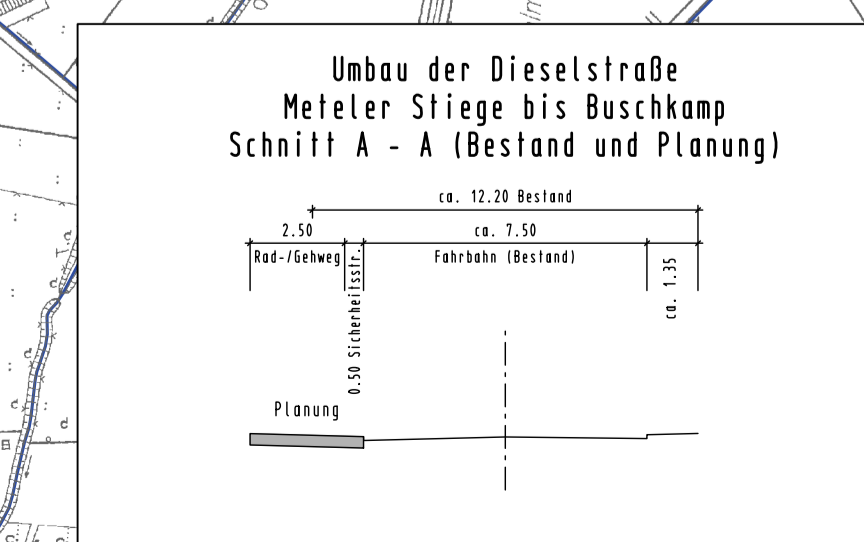 Umbau der Dieselstraße
Meteler Stiege bis Buschkamp
Schnitt A - A (Bestand und Planung)
ca. 12.20 Bestand
2.50
ca. 7.50
Rad-/Gehweg
0.50 Sicherheitsstr.
Fahrbahn (Bestand)
ca. 1.35
Planung